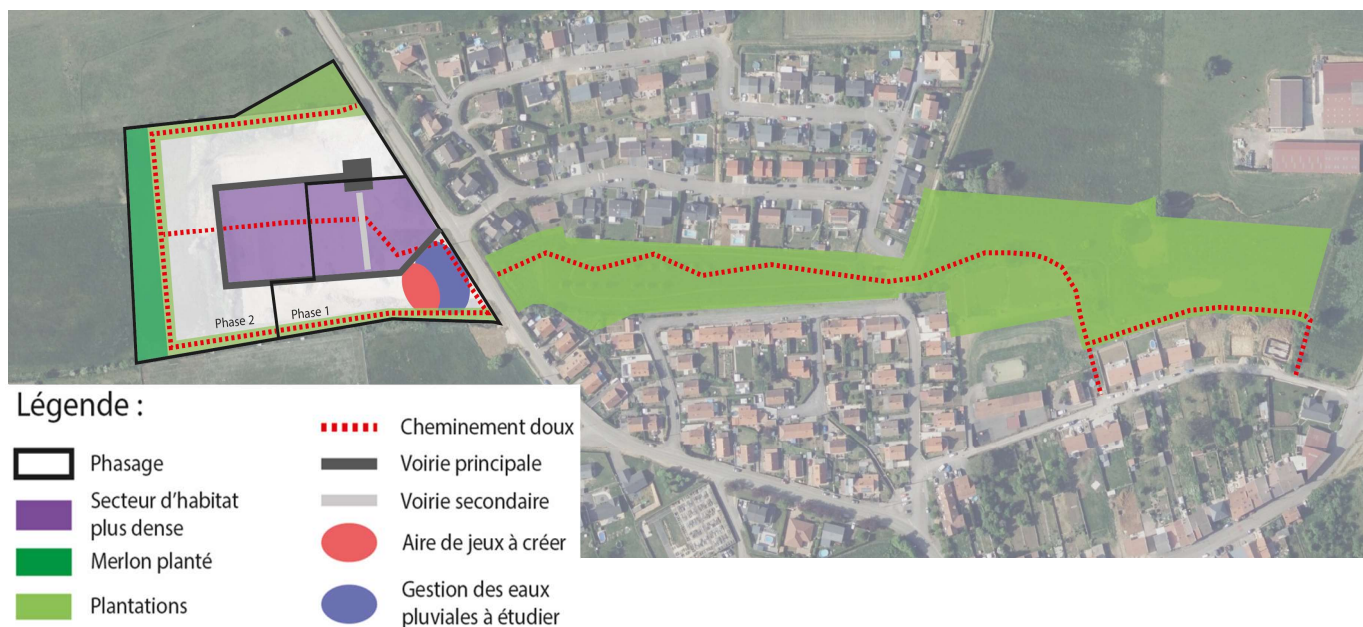 Phase 2
Phase 1
Légende :
Phasage
Secteur d'habitat
plus dense
Merlon planté
Plantations
Cheminement doux
Voirie principale
Voirie secondaire
Aire de jeux à créer
Gestion des eaux
pluviales à étudier